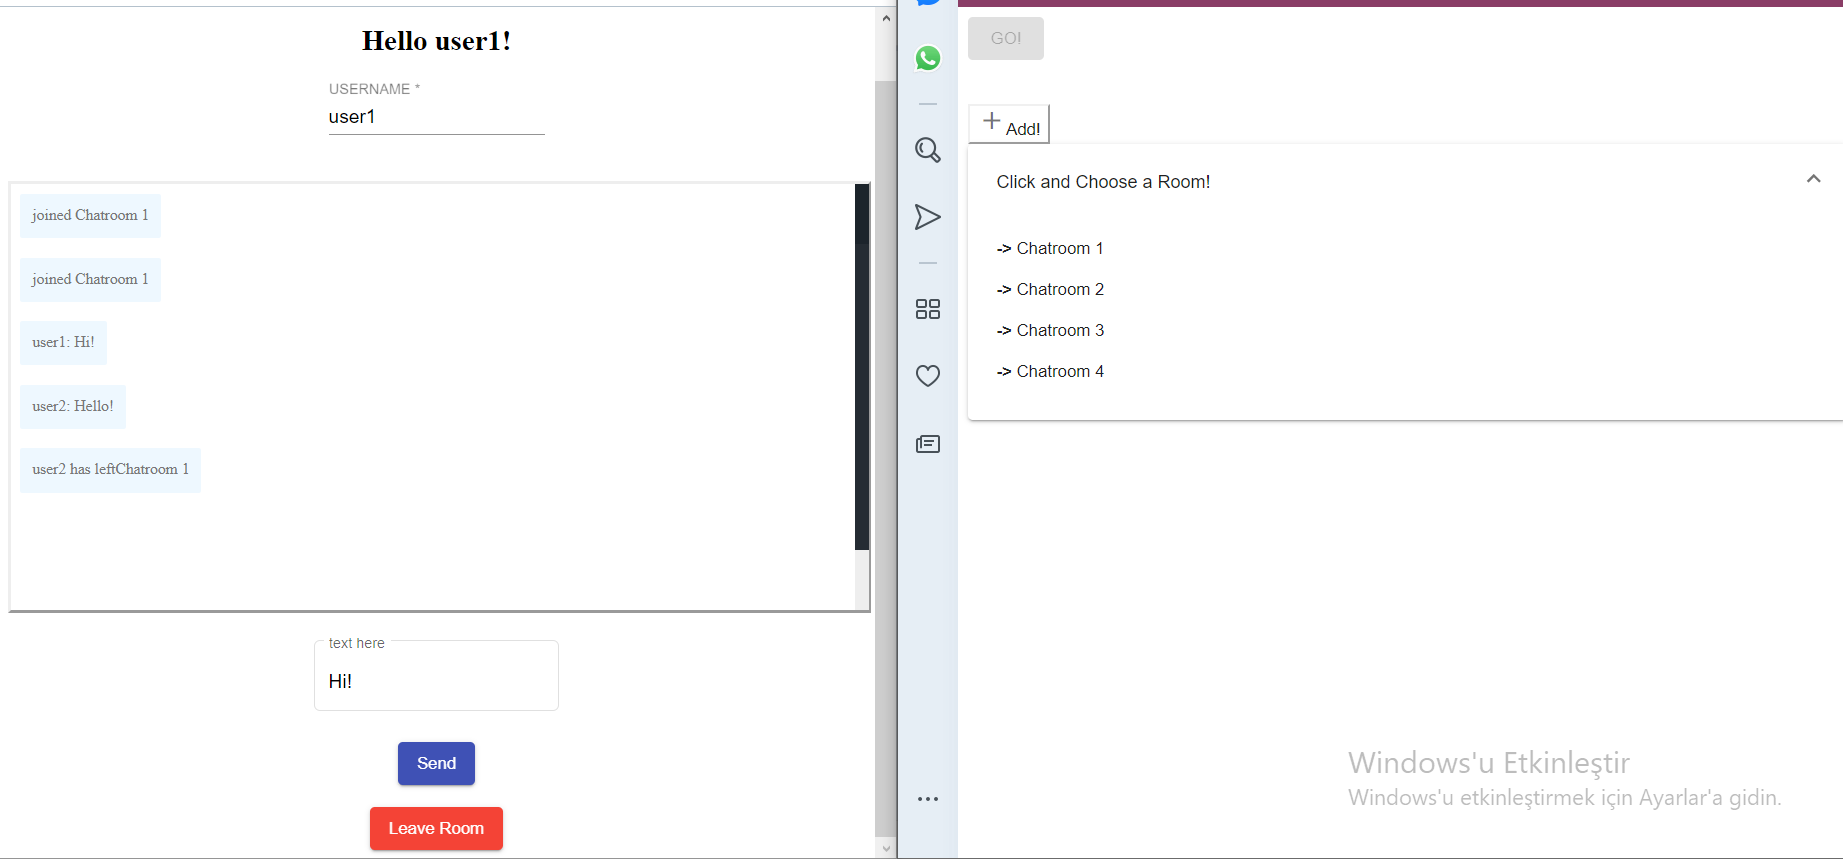 Hello user1!
USERNAME *
user1
joined Chatroom 1
joined Chatroom 1
user1: Hi!
user2: Hello!
user2 has leftChatroom 1
text here
Hi!
Send
Leave Room
GO!
+ Add!
Click and Choose a Room!
-> Chatroom 1
-> Chatroom 2
-> Chatroom 3
-> Chatroom 4
Windows'u Etkinleştir
Windows'u etkinleştirmek için Ayarlar'a gidin.